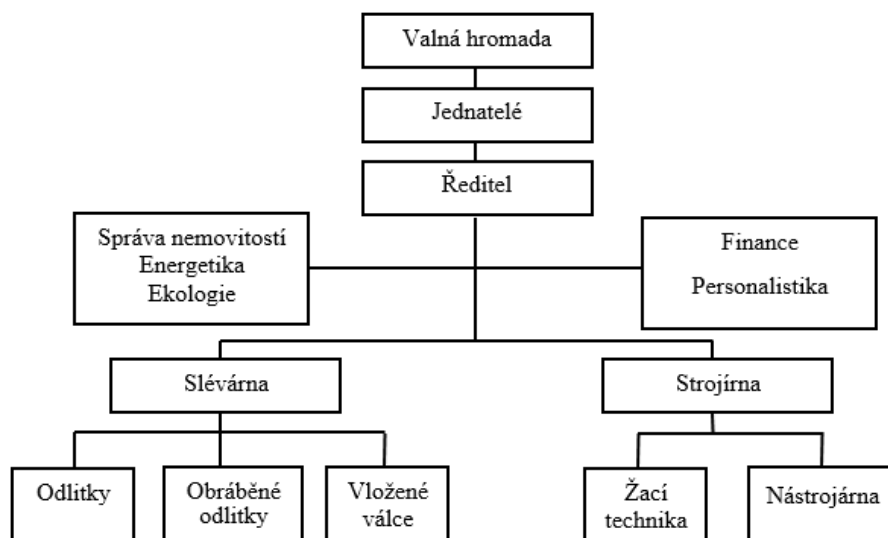 Valná hromada
Jednatelé
Ředitel
Správa nemovitostí
Energetika
Ekologie
Finance
Personalistika
Slévárna
Strojírna
Odlitky
Obráběné
odlitky
Vložené
válce
Žací
technika
Nástrojárna